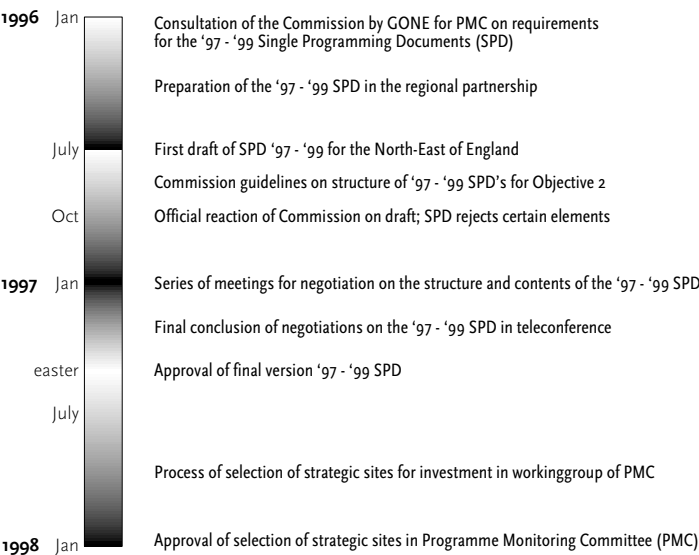 1996 Jan Consultation of the Commission by GONE for PMC on requirements
for the ‘97 - ‘99 Single Programming Documents (SPD)
Preparation of the ‘97 - ‘99 SPD in the regional partnership
July First draft of SPD ‘97 - ‘99 for the North-East of England
Commission guidelines on structure of ‘97 - ‘99 SPD's for Objective 2
Oct Official reaction of Commission on draft; SPD rejects certain elements
1997 Jan Series of meetings for negotiation on the structure and contents of the ‘97 - ‘99 SPD
Final conclusion of negotiations on the ‘97 - ‘99 SPD in teleconference
easter Approval of final version ‘97 - ‘99 SPD
July
Process of selection of strategic sites for investment in workinggroup of PMC
1998 Jan Approval of selection of strategic sites in Programme Monitoring Committee (PMC)